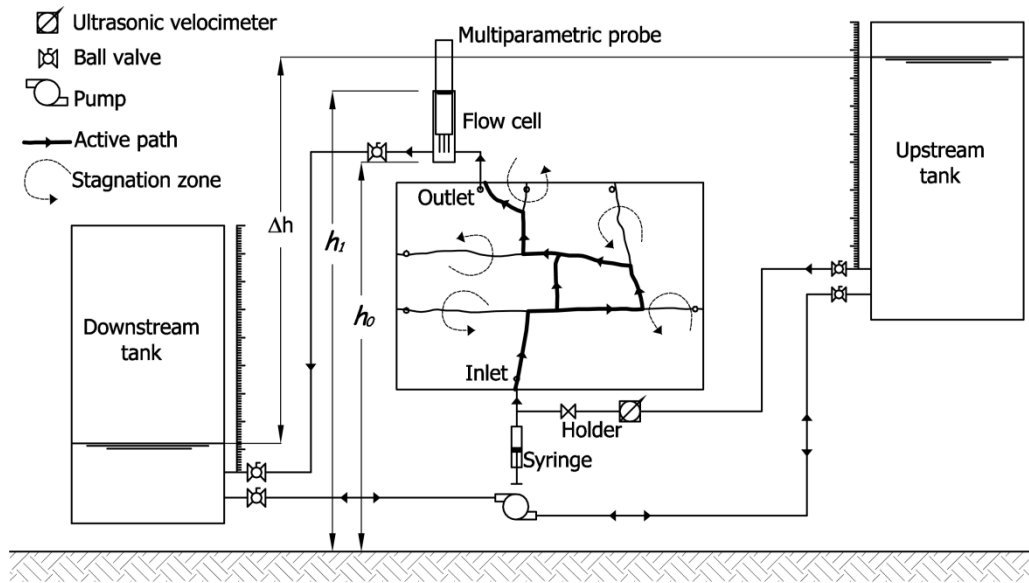 Ultrasonic velocimeter
Ball valve
Pump
Active path
Stagnation zone
Multiparametric probe
Flow cell
Upstream
tank
Outlet
Δh
h1
h0
Downstream
tank
Inlet
Holder
Syringe